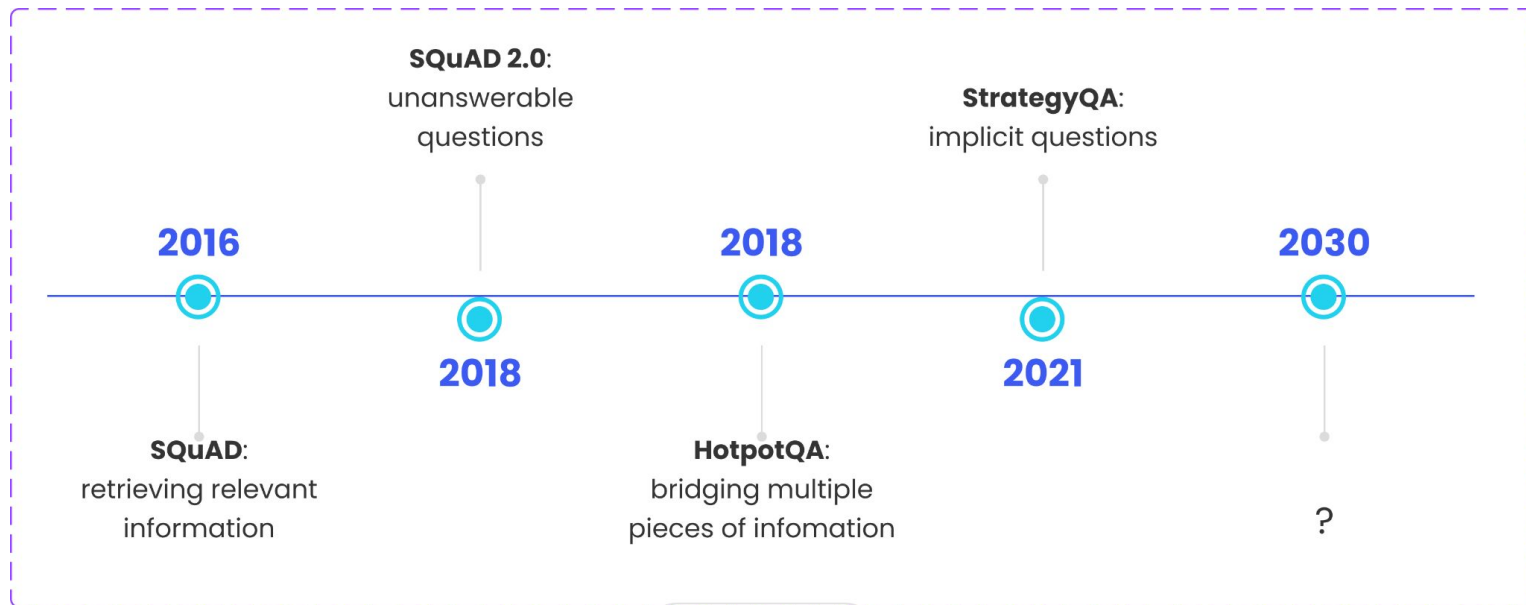 SQuAD 2.0:
unanswerable
questions
StrategyQA:
implicit questions
2016
2018
2030
2018
2021
SQuAD:
retrieving relevant
information
HotpotQA:
bridging multiple
pieces of infomation
?